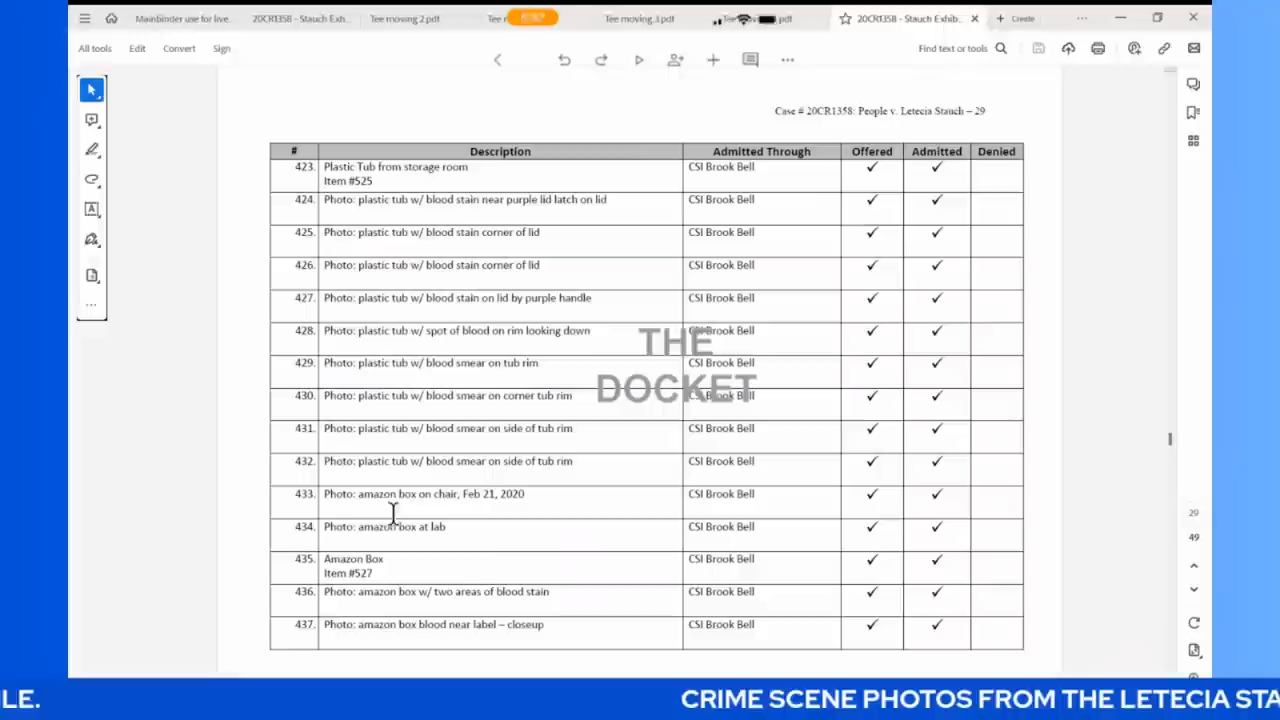 Mainbinder use for live.
20CR1358 - Stauch Exh...
Tee moving 2.pdf
Tee moving.3.pdf
20CR1358 - Stauch Exhib...
Create
All tools Edit Convert Sign
Find text or tools
Case # 20CR1358: People v. Letecia Stauch – 29
# Description Admitted Through Offered Admitted Denied
423. Plastic Tub from storage room CSI Brook Bell ✓ ✓
Item #525
424. Photo: plastic tub w/ blood stain near purple lid latch on lid CSI Brook Bell ✓ ✓
425. Photo: plastic tub w/ blood stain corner of lid CSI Brook Bell ✓ ✓
426. Photo: plastic tub w/ blood stain corner of lid CSI Brook Bell ✓ ✓
427. Photo: plastic tub w/ blood stain on lid by purple handle CSI Brook Bell ✓ ✓
428. Photo: plastic tub w/ spot of blood on rim looking down CSI Brook Bell ✓ ✓
THE
429. Photo: plastic tub w/ blood smear on tub rim CSI Brook Bell ✓ ✓
DOCKET
430. Photo: plastic tub w/ blood smear on corner tub rim CSI Brook Bell ✓ ✓
431. Photo: plastic tub w/ blood smear on side of tub rim CSI Brook Bell ✓ ✓
432. Photo: plastic tub w/ blood smear on side of tub rim CSI Brook Bell ✓ ✓
433. Photo: amazon box on chair, Feb 21, 2020 CSI Brook Bell ✓ ✓
434. Photo: amazon box at lab CSI Brook Bell ✓ ✓
435. Amazon Box CSI Brook Bell ✓ ✓
Item #527
436. Photo: amazon box w/ two areas of blood stain CSI Brook Bell ✓ ✓
437. Photo: amazon box blood near label – closeup CSI Brook Bell ✓ ✓
29
49
LE. CRIME SCENE PHOTOS FROM THE LETECIA STA